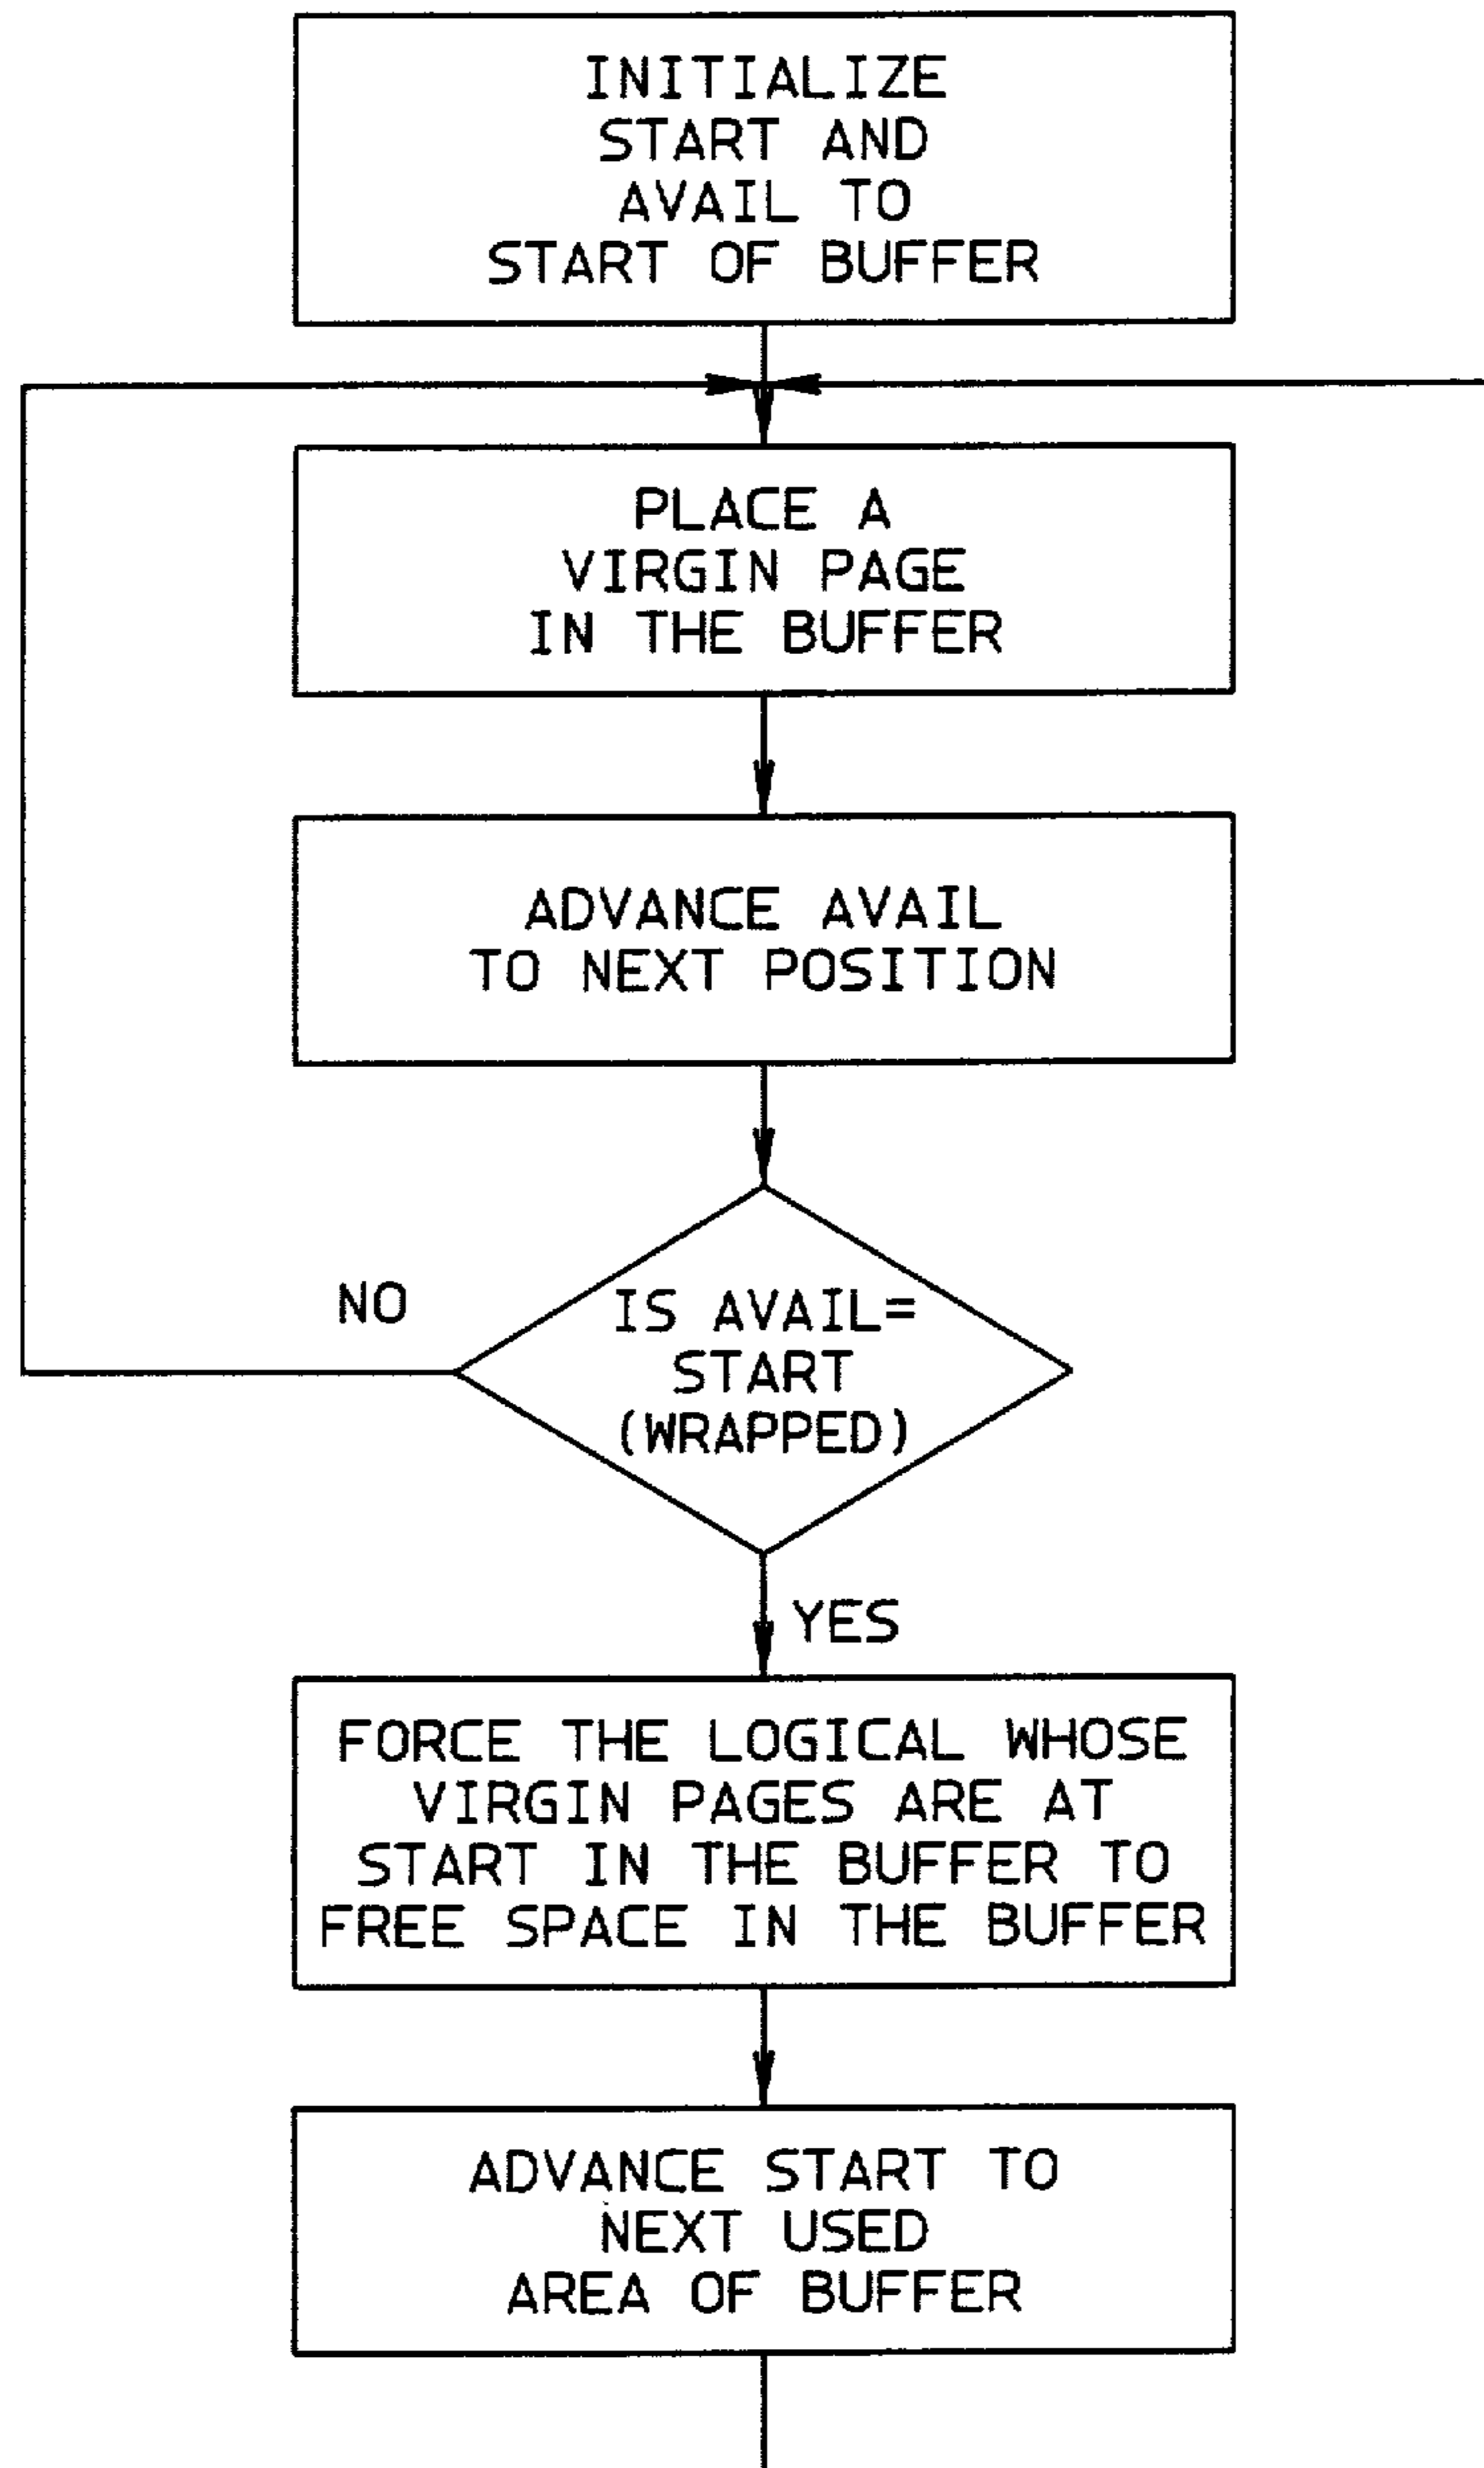 INITIALIZE
START AND
AVAIL TO
START OF BUFFER
PLACE A
VIRGIN PAGE
IN THE BUFFER
ADVANCE AVAIL
TO NEXT POSITION
NO
IS AVAIL=
START
(WRAPPED)
YES
FORCE THE LOGICAL WHOSE
VIRGIN PAGES ARE AT
START IN THE BUFFER TO
FREE SPACE IN THE BUFFER
ADVANCE START TO
NEXT USED
AREA OF BUFFER